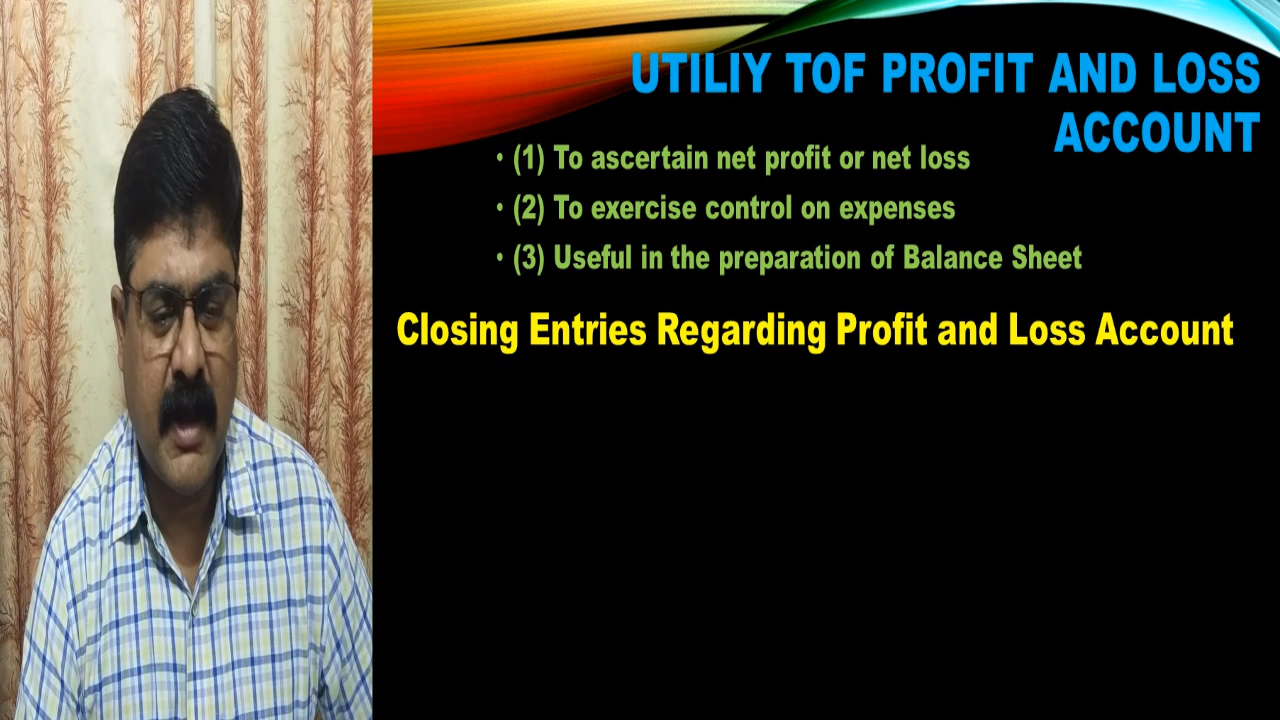 UTILIY TOF PROFIT AND LOSS
ACCOUNT
• (1) To ascertain net profit or net loss
• (2) To exercise control on expenses
• (3) Useful in the preparation of Balance Sheet
Closing Entries Regarding Profit and Loss Account